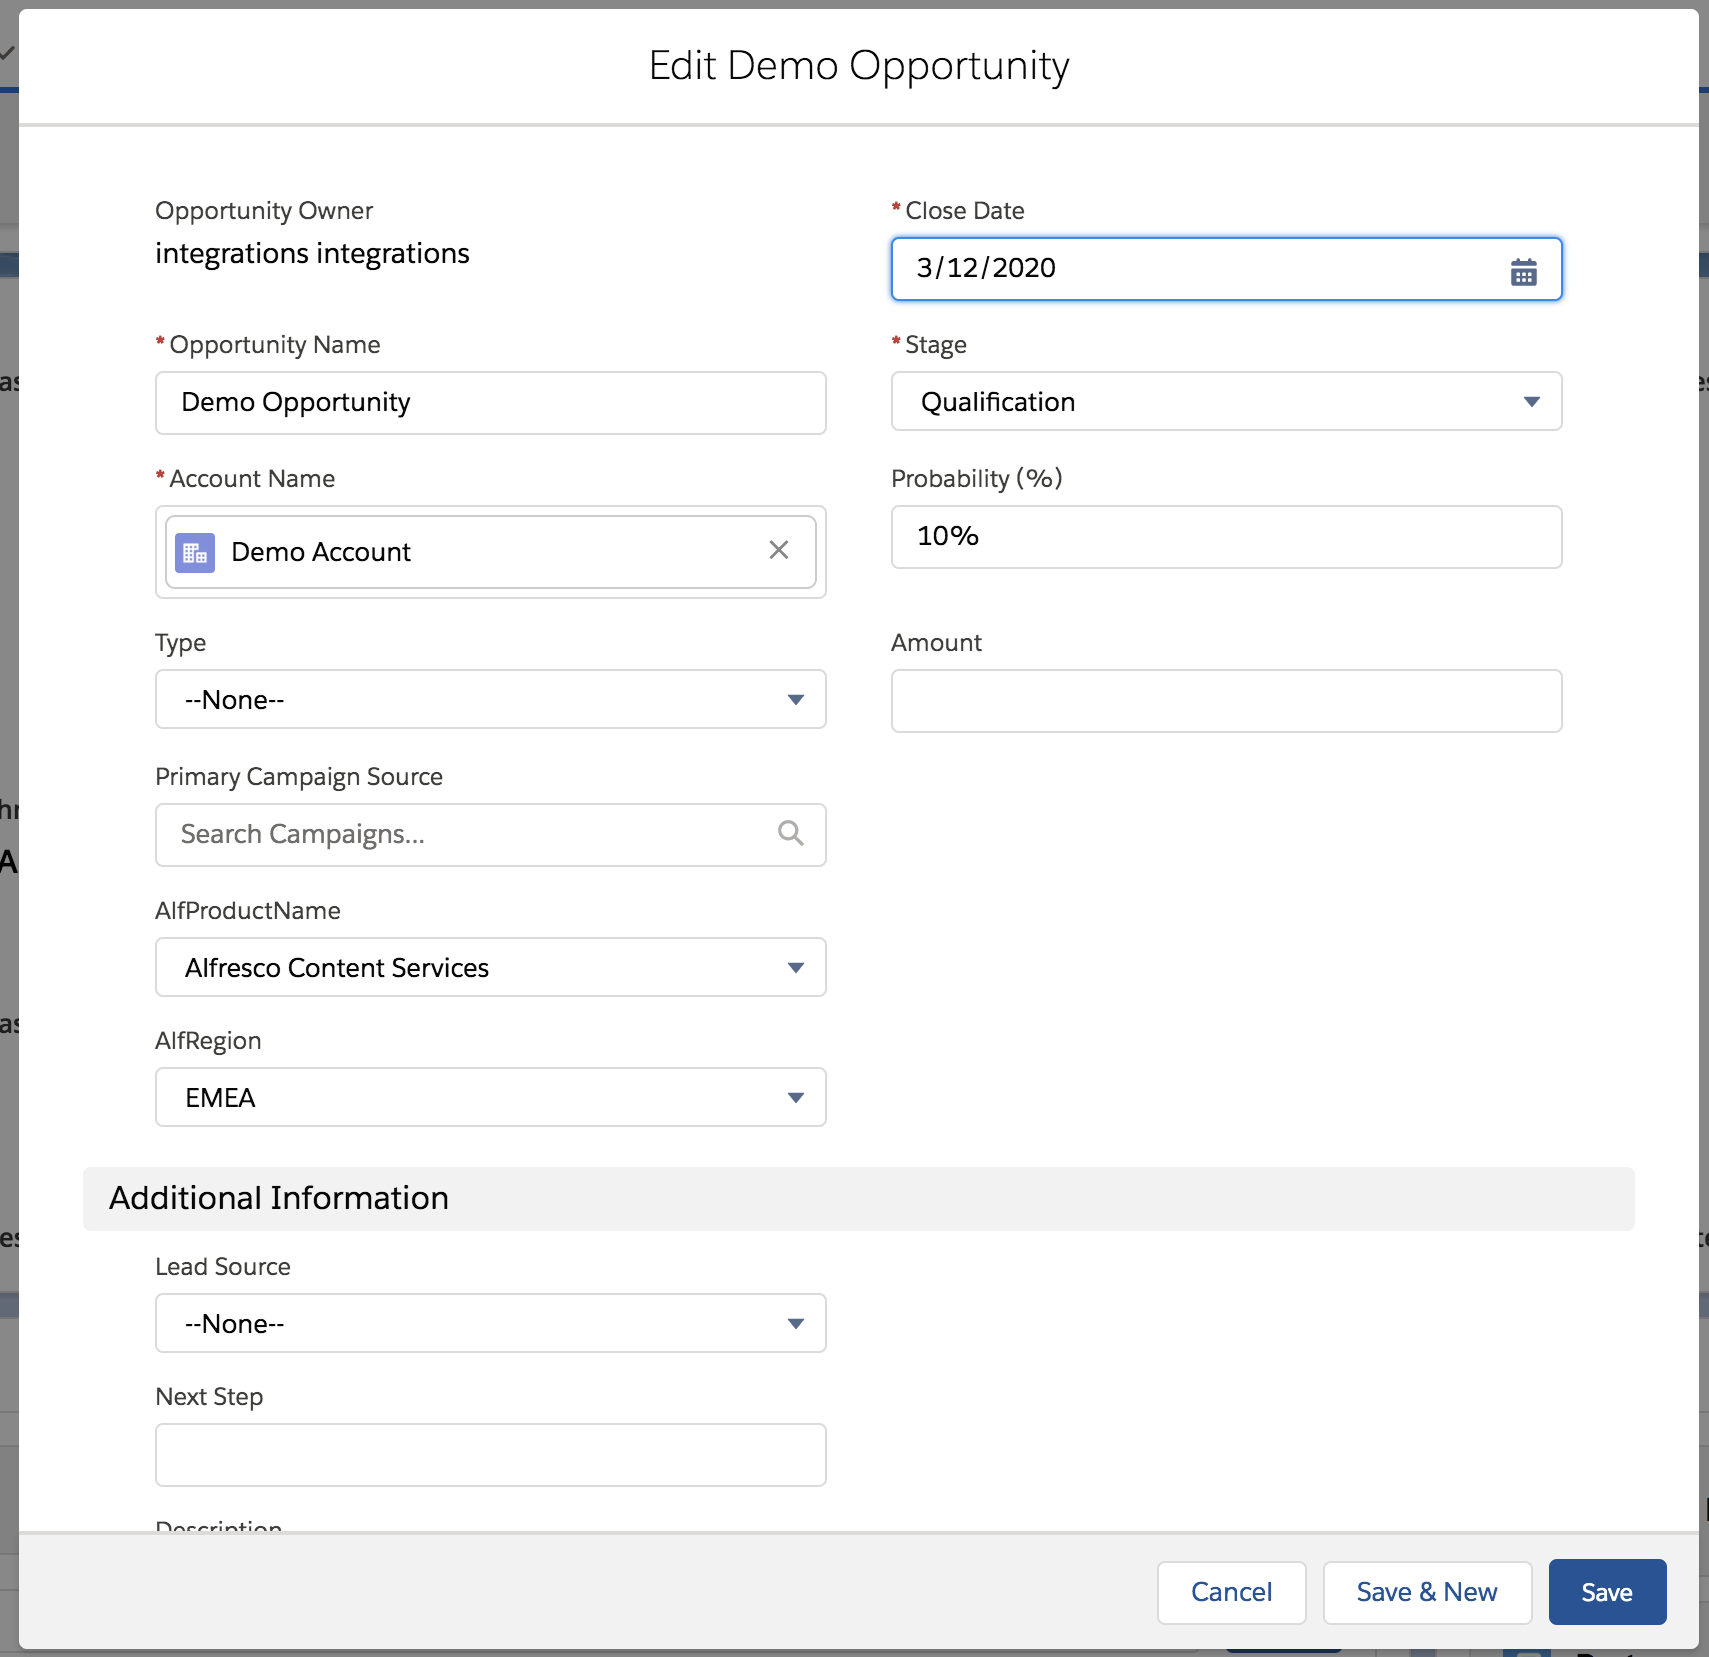 Edit Demo Opportunity
Opportunity Owner
integrations integrations
* Close Date
3/12/2020
* Opportunity Name
Demo Opportunity
* Stage
Qualification
* Account Name
Demo Account
Probability (%)
10%
Type
--None--
Amount
Primary Campaign Source
Search Campaigns...
AlfProductName
Alfresco Content Services
AlfRegion
EMEA
Additional Information
Lead Source
--None--
Next Step
Description
Cancel
Save & New
Save